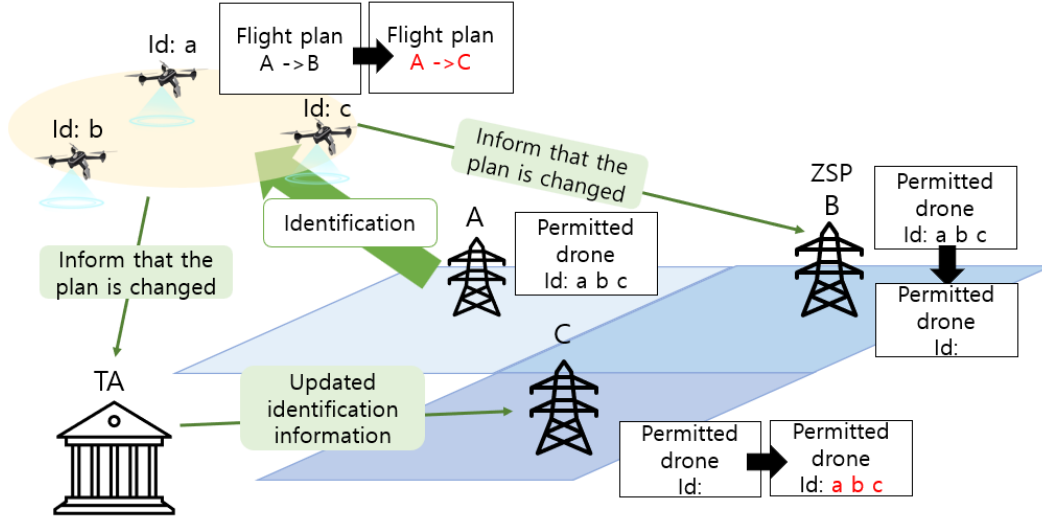 Id: a
Flight plan
A ->B
Flight plan
A ->C
Id: b
Id: c
Inform that the
plan is changed
ZSP
B
Permitted
drone
Id: a b c
Identification
A
Permitted
drone
Id: a b c
Inform that the
plan is changed
Permitted
drone
Id:
C
TA
Updated
identification
information
Permitted
drone
Id:
Permitted
drone
Id: a b c